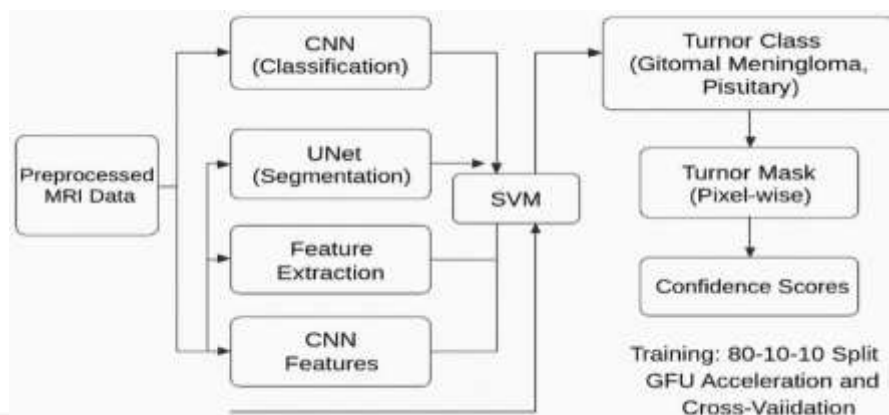 Preprocessed
MRI Data
CNN
(Classification)
UNet
(Segmentation)
Feature
Extraction
CNN
Features
SVM
Turnor Class
(Gitomal Meningloma,
Pisıitary)
Turnor Mask
(Pixel-wise)
Confidence Scores
Training: 80-10-10 Split
GFU Acceleration and
Cross-Vaiidation